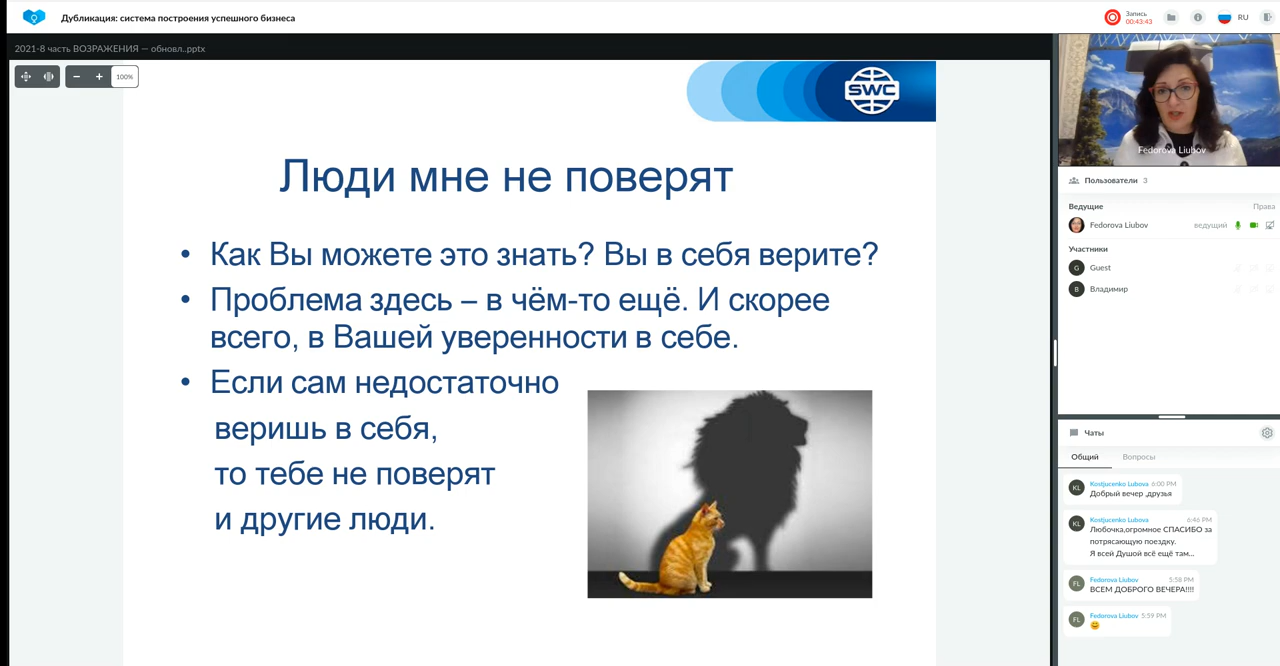 Дубликация: система построения успешного бизнеса
Запись
00:43:43
RU
2021-8 часть ВОЗРАЖЕНИЯ — обновл..pptx
100%
SWC
Люди мне не поверят
• Как Вы можете это знать? Вы в себя верите?
• Проблема здесь – в чём-то ещё. И скорее
всего, в Вашей уверенности в себе.
• Если сам недостаточно
веришь в себя,
то тебе не поверят
и другие люди.
Fedorova Liubov
Пользователи 3
Ведущие Права
Fedorova Liubov ведущий
Участники
G Guest
В Владимир
Чаты
Общий Вопросы
KL Kostjucenko Lubova 6:00 PM
Добрый вечер ,друзья
KL Kostjucenko Lubova 6:46 PM
Любочка,огромное СПАСИБО за
потрясающую поездку.
Я всей Душой всё ещё там...
FL Fedorova Liubov 5:58 PM
ВСЕМ ДОБРОГО ВЕЧЕРА!!!!
FL Fedorova Liubov 5:59 PM
😀